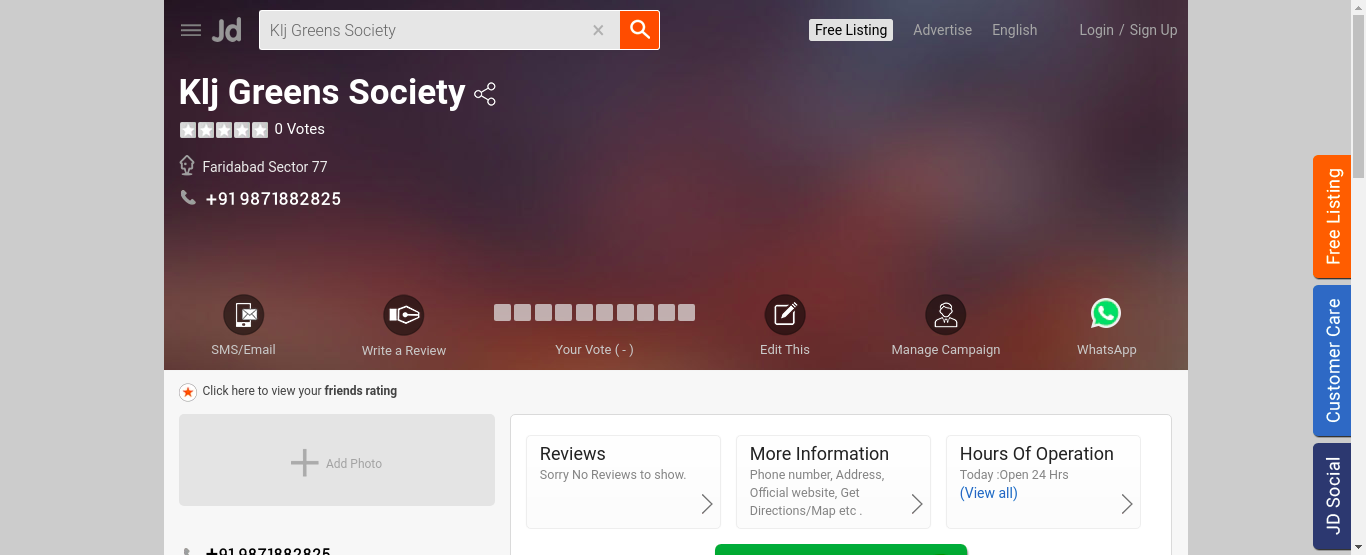 Jd Klj Greens Society × Free Listing Advertise English Login / Sign Up
Klj Greens Society
0 Votes
Faridabad Sector 77
+91 9871882825
SMS/Email Write a Review Your Vote ( - ) Edit This Manage Campaign WhatsApp
Click here to view your friends rating
Add Photo
Reviews
Sorry No Reviews to show.
More Information
Phone number, Address,
Official website, Get
Directions/Map etc .
Hours Of Operation
Today :Open 24 Hrs
(View all)
+91 9871882825
Free Listing
Customer Care
JD Social